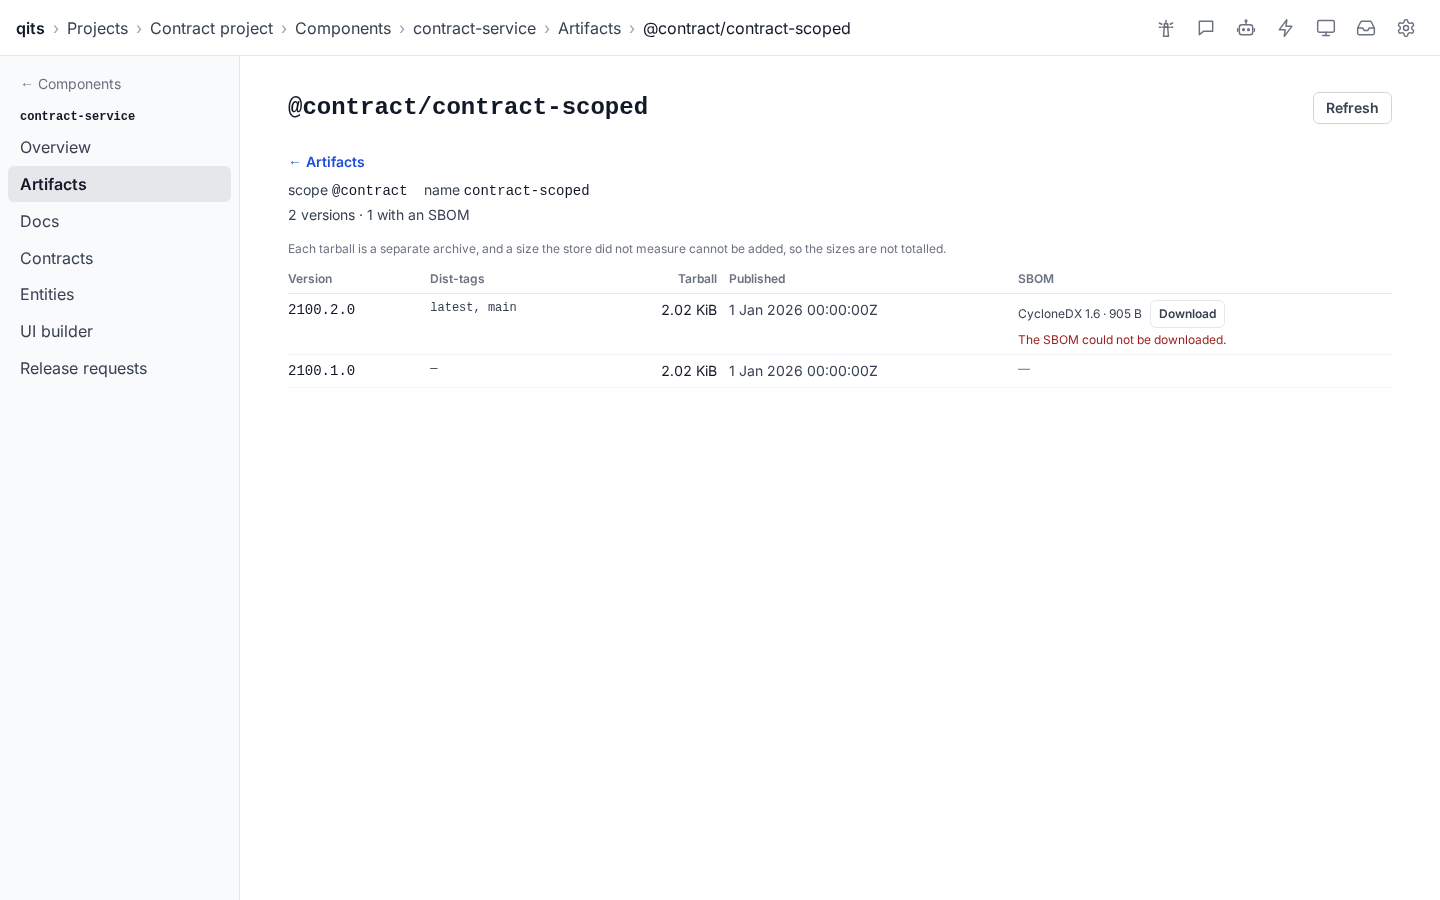 qits › Projects › Contract project › Components › contract-service › Artifacts › @contract/contract-scoped
← Components
contract-service
Overview
Artifacts
Docs
Contracts
Entities
UI builder
Release requests
@contract/contract-scoped
Refresh
← Artifacts
scope @contract name contract-scoped
2 versions · 1 with an SBOM
Each tarball is a separate archive, and a size the store did not measure cannot be added, so the sizes are not totalled.
Version Dist-tags Tarball Published SBOM
2100.2.0 latest, main 2.02 KiB 1 Jan 2026 00:00:00Z CycloneDX 1.6 · 905 B Download
The SBOM could not be downloaded.
2100.1.0 — 2.02 KiB 1 Jan 2026 00:00:00Z —